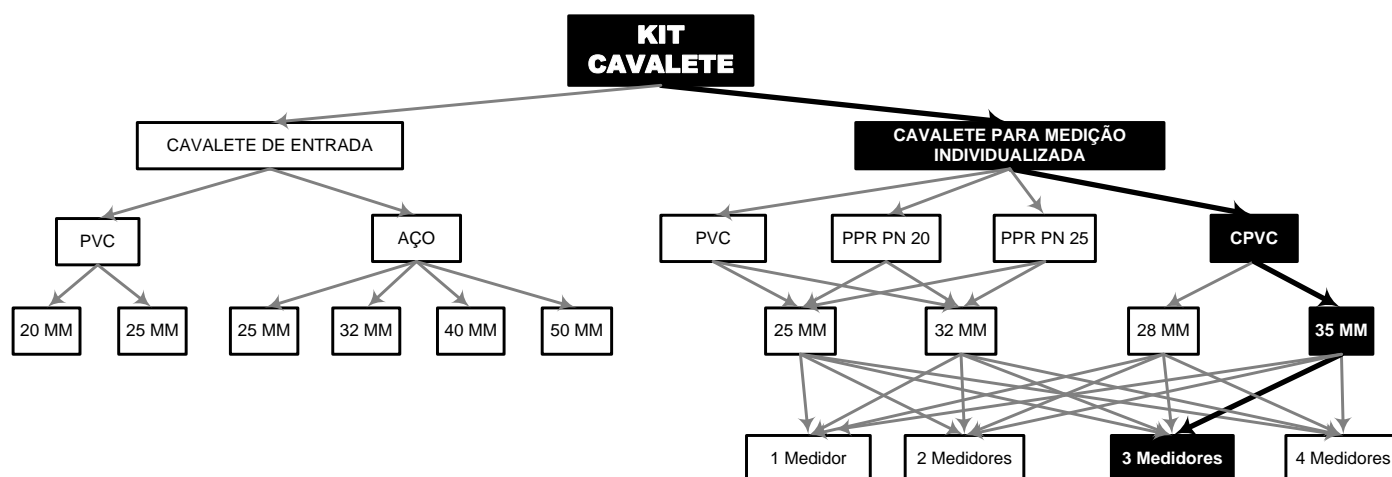 KIT
CAVALETE
CAVALETE DE ENTRADA
CAVALETE PARA MEDIÇÃO
INDIVIDUALIZADA
PVC
AÇO
PVC
PPR PN 20
PPR PN 25
CPVC
20 MM
25 MM
25 MM
32 MM
40 MM
50 MM
25 MM
32 MM
28 MM
35 MM
1 Medidor
2 Medidores
3 Medidores
4 Medidores